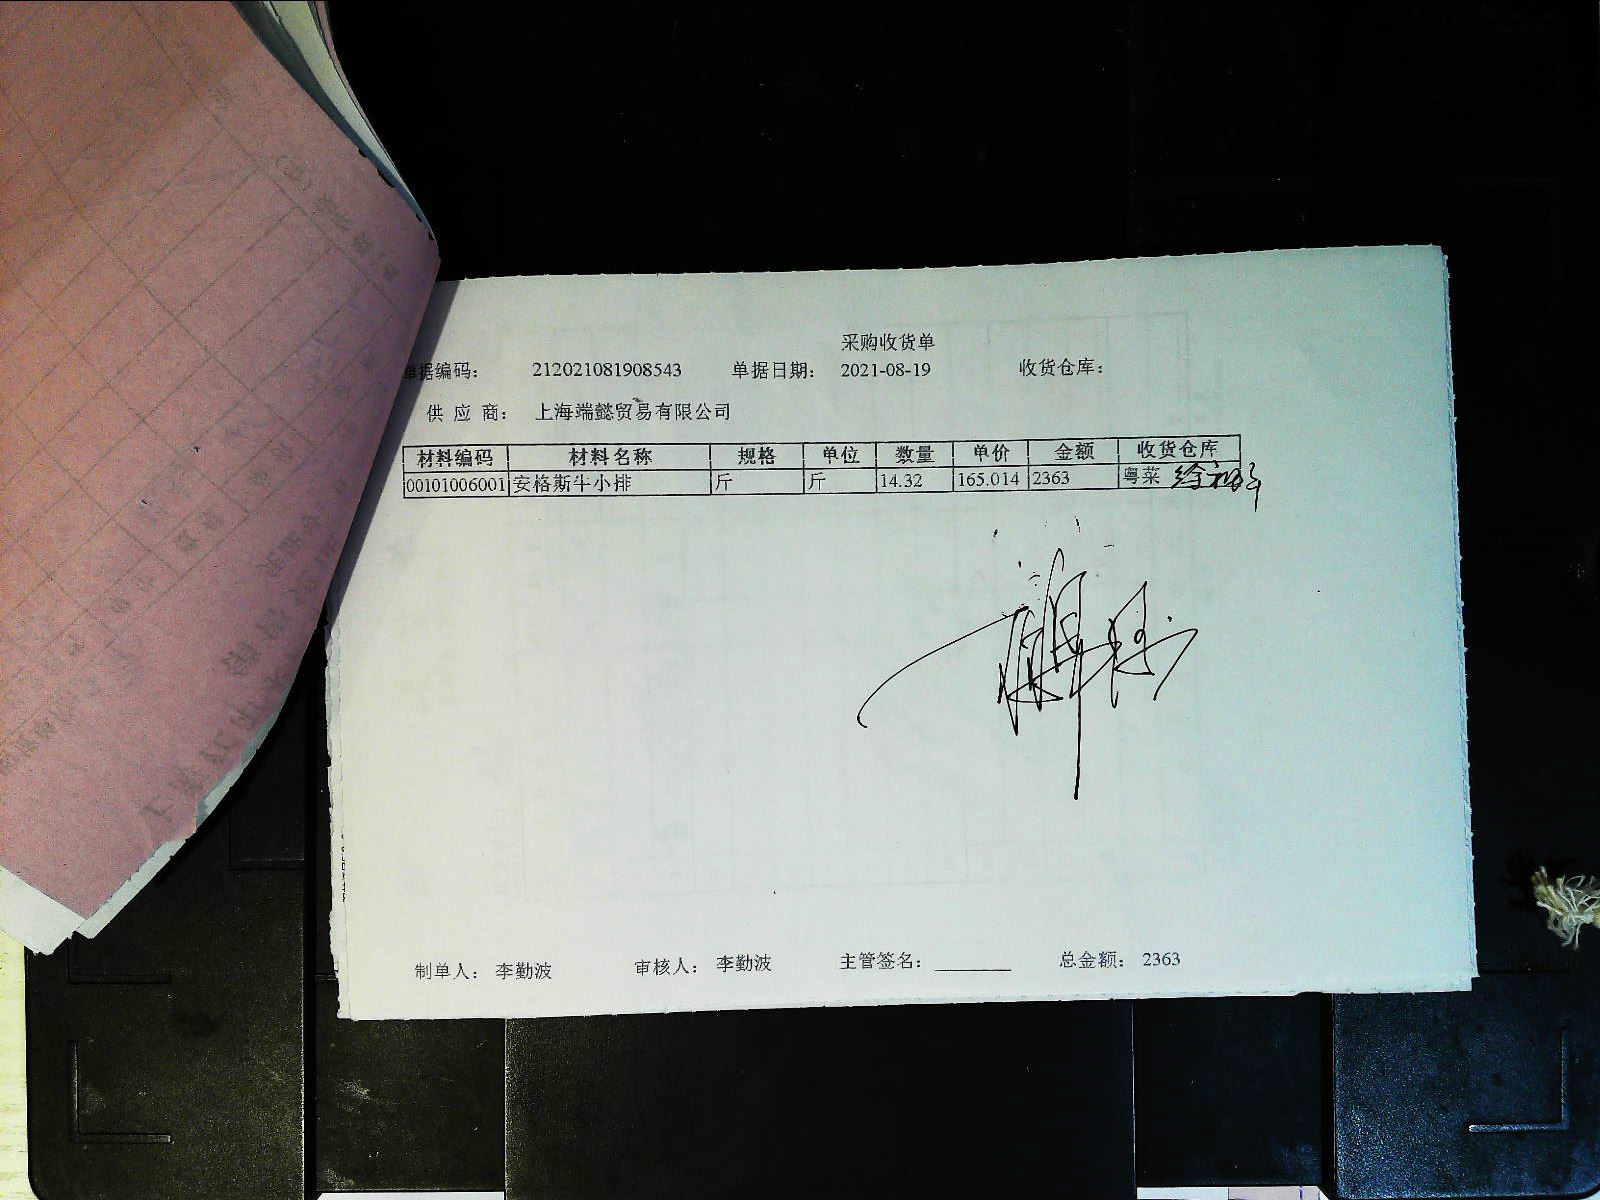 采购收货单
单据编码： 212021081908543 单据日期： 2021-08-19 收货仓库：
供 应 商： 上海端懿贸易有限公司
材料编码 材料名称 规格 单位 数量 单价 金额 收货仓库
00101006001 安格斯牛小排 斤 斤 14.32 165.014 2363 粤菜
制单人： 李勤波 审核人： 李勤波 主管签名： 总金额： 2363